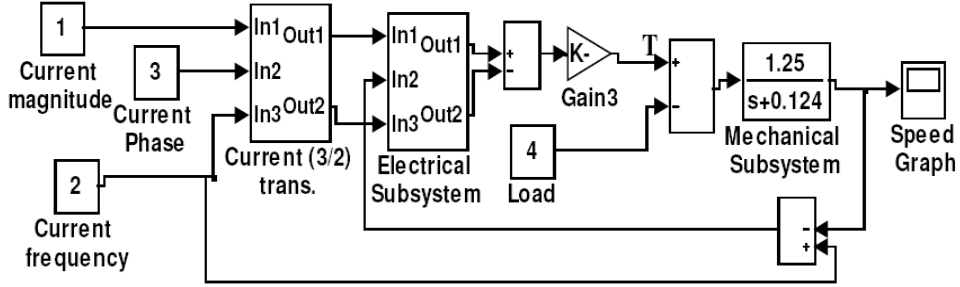 1
Current
magnitude
3
Current
Phase
2
Current
frequency
In1
Out1
In2
Out2
In3
Current (3/2)
trans.
In1
Out1
In2
Out2
In3
Electrical
Subsystem
+
−
K-
Gain3
4
Load
T
+
−
1.25
s+0.124
Mechanical
Subsystem
Speed
Graph
−
+